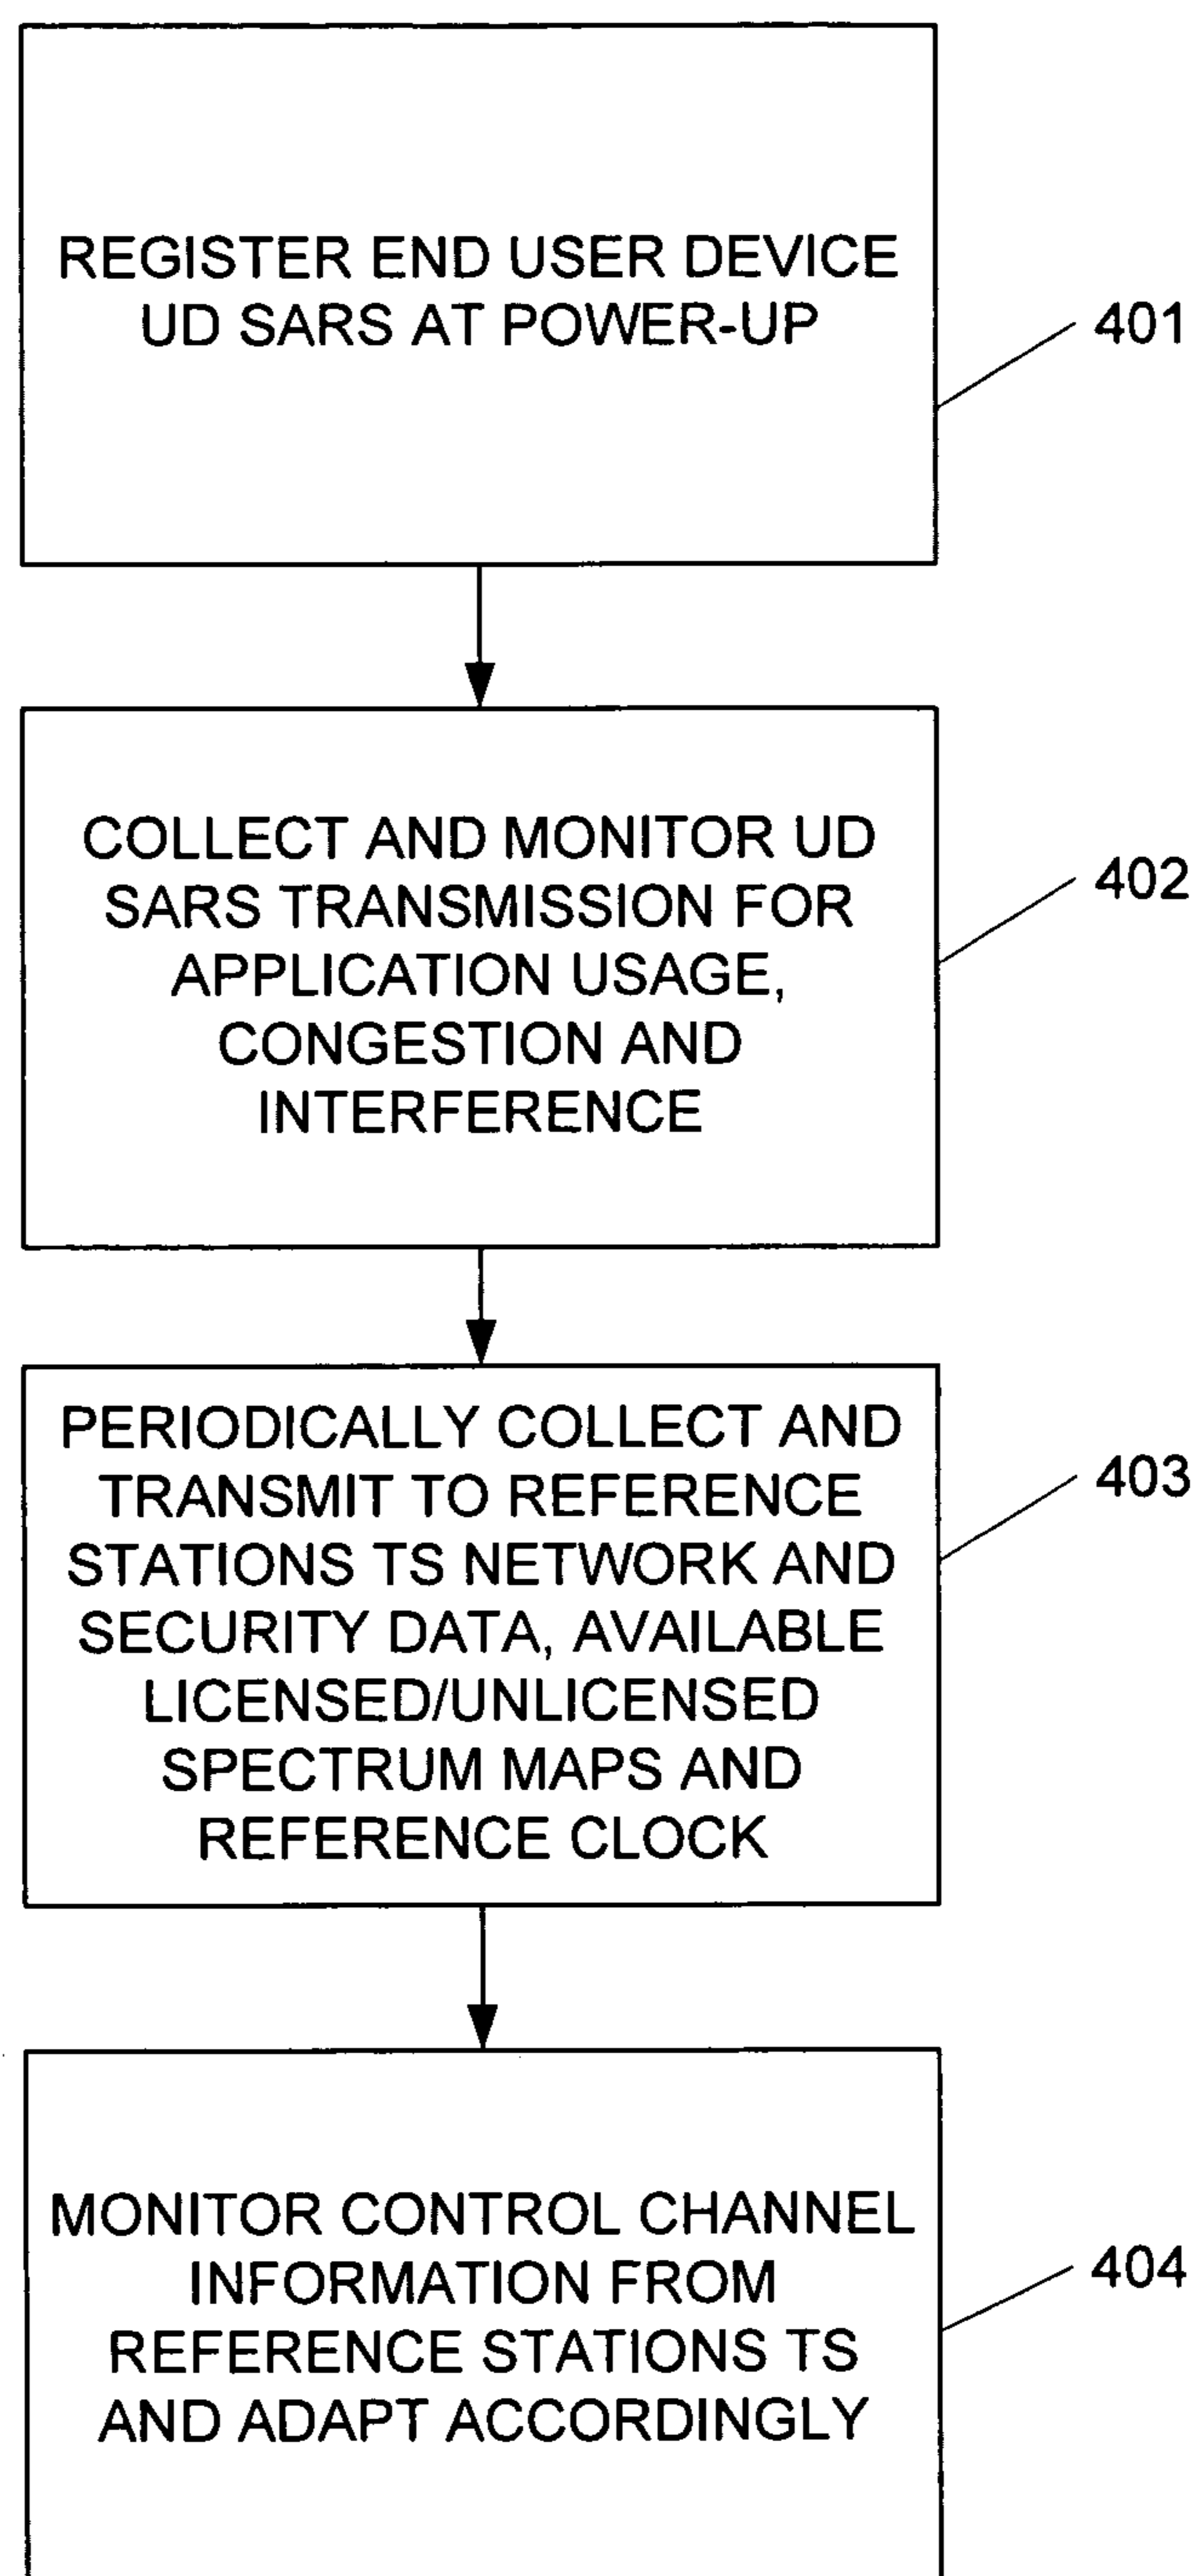 REGISTER END USER DEVICE
UD SARS AT POWER-UP
401
COLLECT AND MONITOR UD
SARS TRANSMISSION FOR
APPLICATION USAGE,
CONGESTION AND
INTERFERENCE
402
PERIODICALLY COLLECT AND
TRANSMIT TO REFERENCE
STATIONS TS NETWORK AND
SECURITY DATA, AVAILABLE
LICENSED/UNLICENSED
SPECTRUM MAPS AND
REFERENCE CLOCK
403
MONITOR CONTROL CHANNEL
INFORMATION FROM
REFERENCE STATIONS TS
AND ADAPT ACCORDINGLY
404